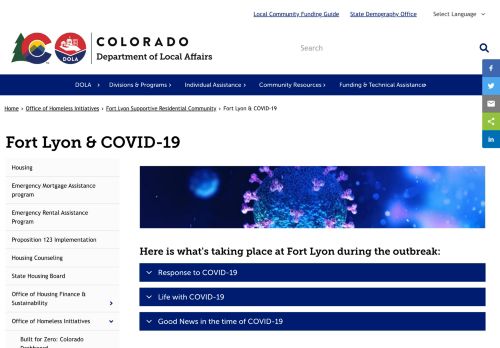 Local Community Funding Guide
State Demography Office
Select Language
COLORADO
Department of Local Affairs
DOLA
Search
DOLA
Divisions & Programs
Individual Assistance
Community Resources
Funding & Technical Assistance
Home › Office of Homeless Initiatives › Fort Lyon Supportive Residential Community › Fort Lyon & COVID-19
Fort Lyon & COVID-19
Housing
Emergency Mortgage Assistance
program
Emergency Rental Assistance
Program
Proposition 123 Implementation
Housing Counseling
State Housing Board
Office of Housing Finance &
Sustainability
Office of Homeless Initiatives
Built for Zero: Colorado
Dashboard
Here is what's taking place at Fort Lyon during the outbreak:
Response to COVID-19
Life with COVID-19
Good News in the time of COVID-19